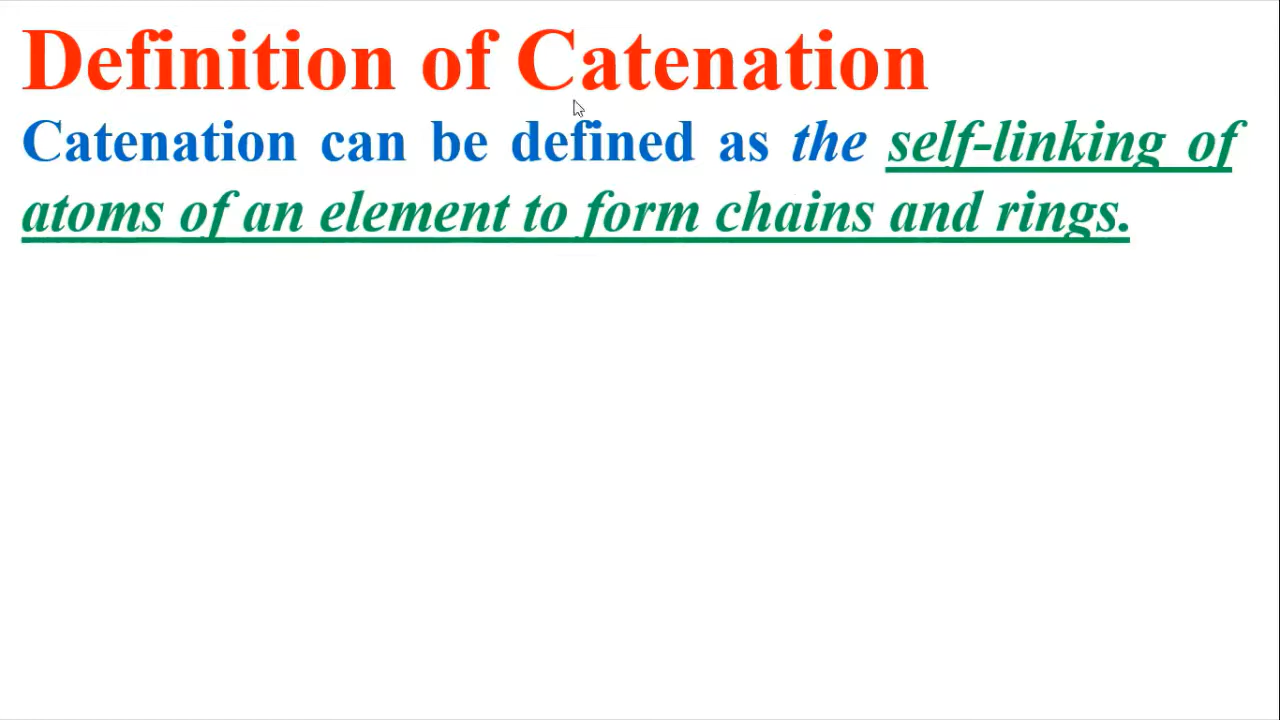 Definition of Catenation
Catenation can be defined as the self-linking of
atoms of an element to form chains and rings.